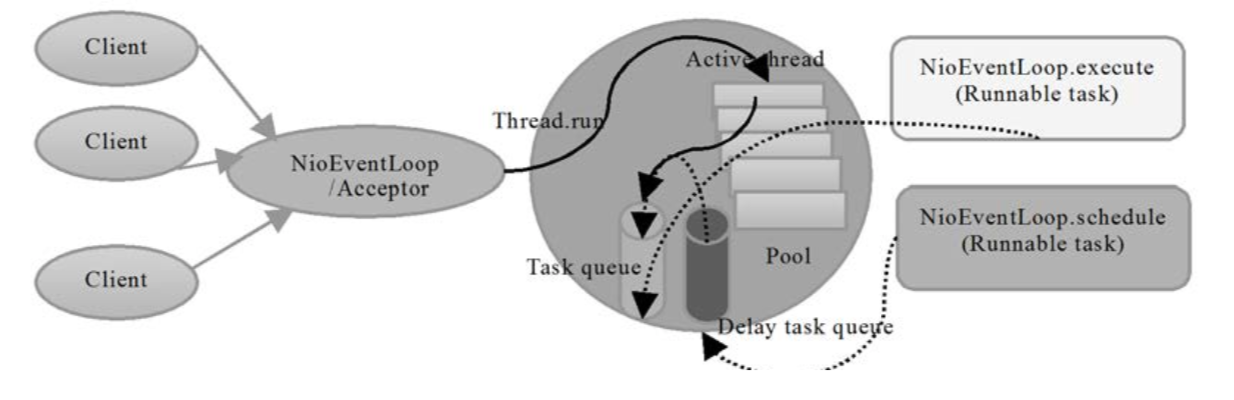 Client
Client
Client
NioEventLoop
/Acceptor
Thread.run
Active thread
Task queue
Pool
Delay task queue
NioEventLoop.execute
(Runnable task)
NioEventLoop.schedule
(Runnable task)